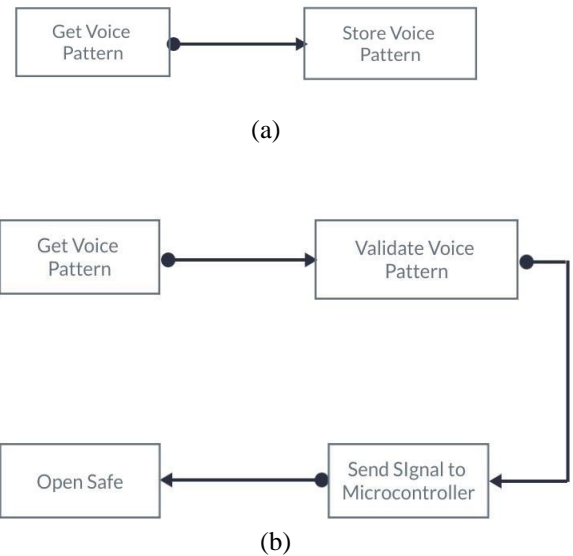 Get Voice
Pattern
Store Voice
Pattern
(a)
Get Voice
Pattern
Validate Voice
Pattern
Open Safe
Send SIgnal to
Microcontroller
(b)